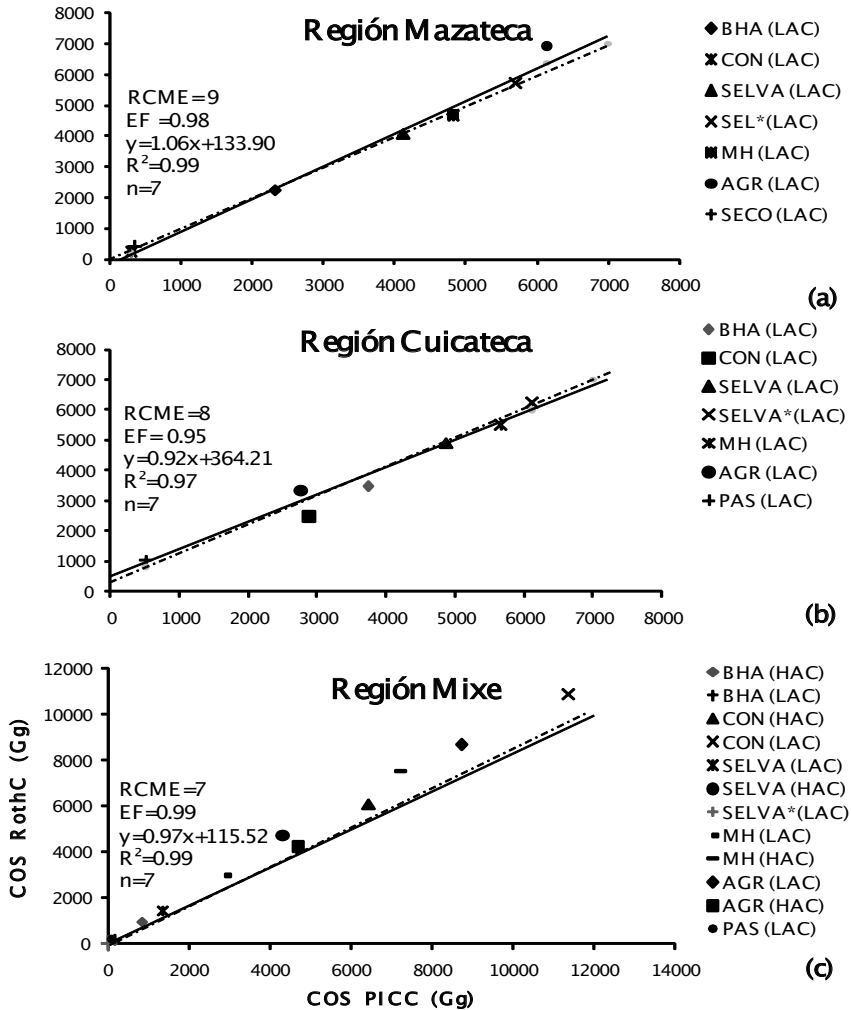 Región Mazateca
8000
7000
6000
5000
4000
3000
2000
1000
0
RCME=9
EF =0.98
y=1.06x+133.90
R²=0.99
n=7
0 1000 2000 3000 4000 5000 6000 7000 8000
BHA (LAC)
CON (LAC)
SELVA (LAC)
SEL* (LAC)
MH (LAC)
AGR (LAC)
SECO (LAC)
(a)
Región Cuicateca
8000
7000
6000
5000
4000
3000
2000
1000
0
RCME=8
EF= 0.95
y=0.92x+364.21
R²=0.97
n=7
0 1000 2000 3000 4000 5000 6000 7000 8000
BHA (LAC)
CON (LAC)
SELVA (LAC)
SELVA* (LAC)
MH (LAC)
AGR (LAC)
PAS (LAC)
(b)
Región Mixe
12000
10000
8000
6000
4000
2000
0
COS RothC (Gg)
RCME=7
EF=0.99
y=0.97x+115.52
R²=0.99
n=7
0 2000 4000 6000 8000 10000 12000 14000
COS PICC (Gg)
BHA (HAC)
BHA (LAC)
CON (HAC)
CON (LAC)
SELVA (LAC)
SELVA (HAC)
SELVA* (LAC)
MH (LAC)
MH (HAC)
AGR (LAC)
AGR (HAC)
PAS (LAC)
(c)